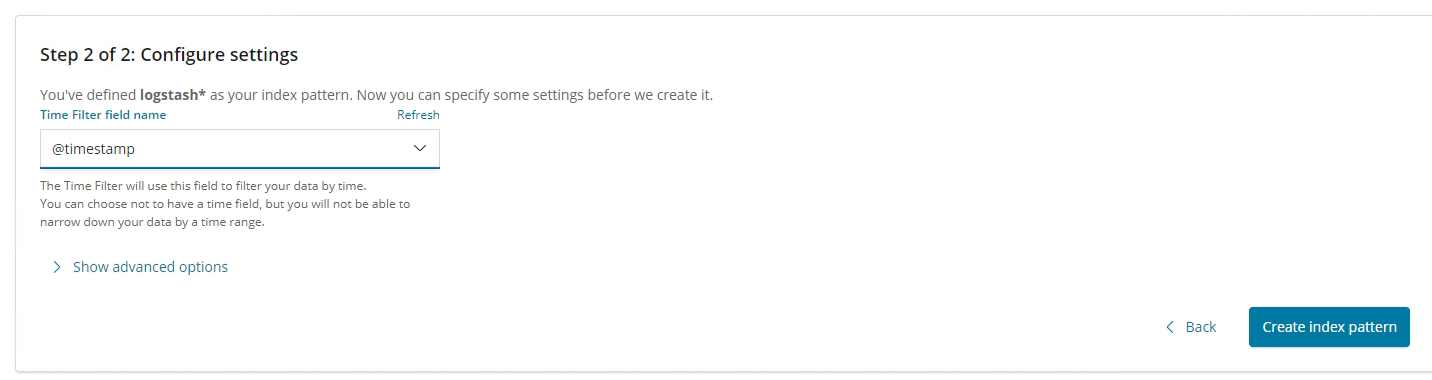 Step 2 of 2: Configure settings
You've defined logstash* as your index pattern. Now you can specify some settings before we create it.
Time Filter field name Refresh
@timestamp
The Time Filter will use this field to filter your data by time.
You can choose not to have a time field, but you will not be able to
narrow down your data by a time range.
Show advanced options
Back Create index pattern